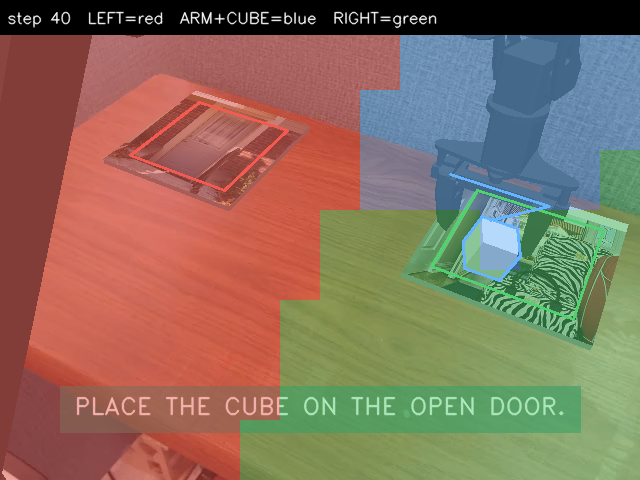 step 40 LEFT=red ARM+CUBE=blue RIGHT=green
PLACE THE CUBE ON THE OPEN DOOR.